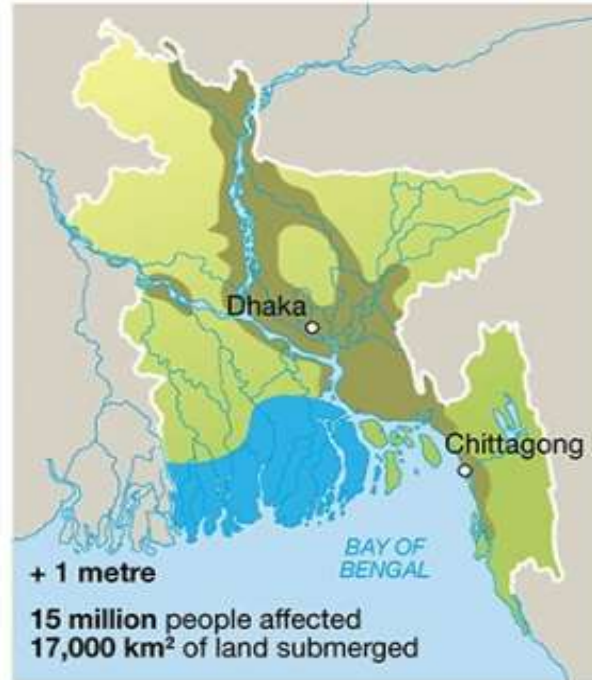 Dhaka
Chittagong
BAY OF
BENGAL
+ 1 metre
15 million people affected
17,000 km² of land submerged